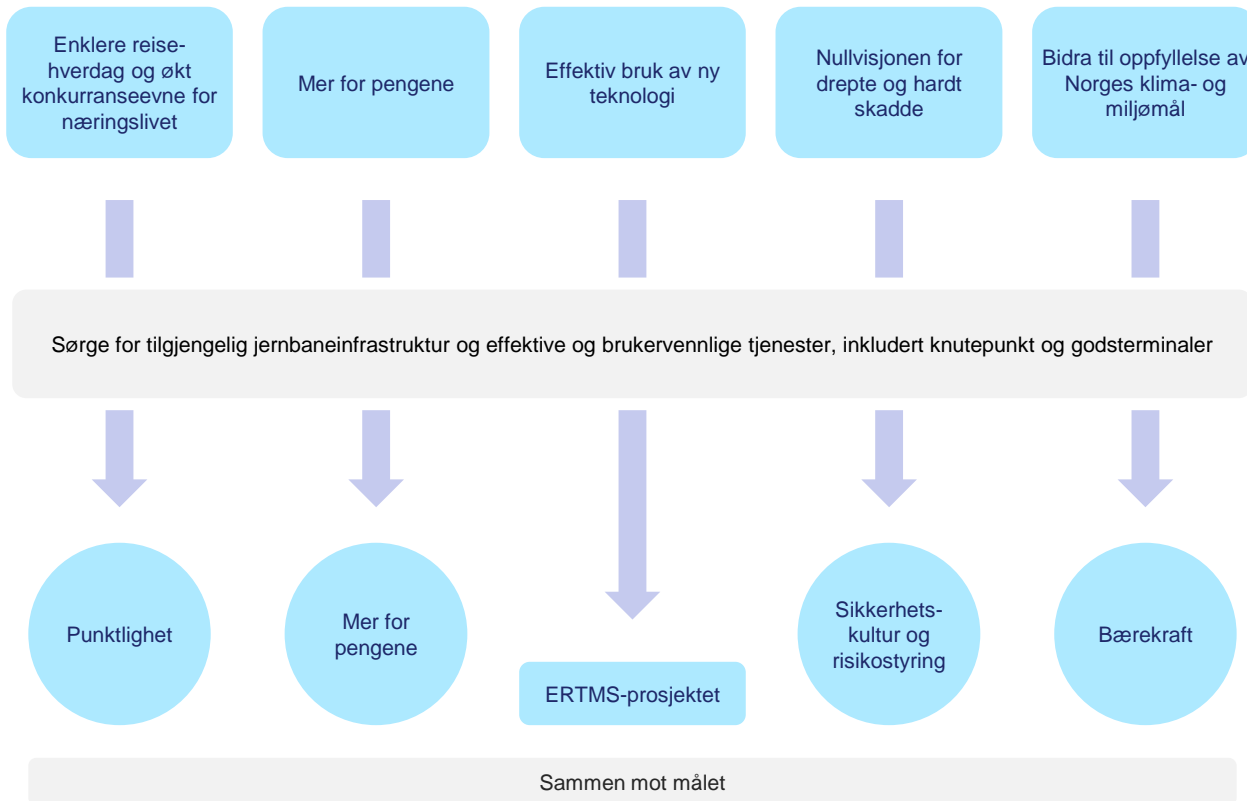 Enklere reise-
hverdag og økt
konkurranseevne for
næringslivet
Mer for pengene
Effektiv bruk av ny
teknologi
Nullvisjonen for
drepte og hardt
skadde
Bidra til oppfyllelse av
Norges klima- og
miljømål
Sørge for tilgjengelig jernbaneinfrastruktur og effektive og brukervennlige tjenester, inkludert knutepunkt og godsterminaler
Punktlighet
Mer for
pengene
ERTMS-prosjektet
Sikkerhets-
kultur og
risikostyring
Bærekraft
Sammen mot målet